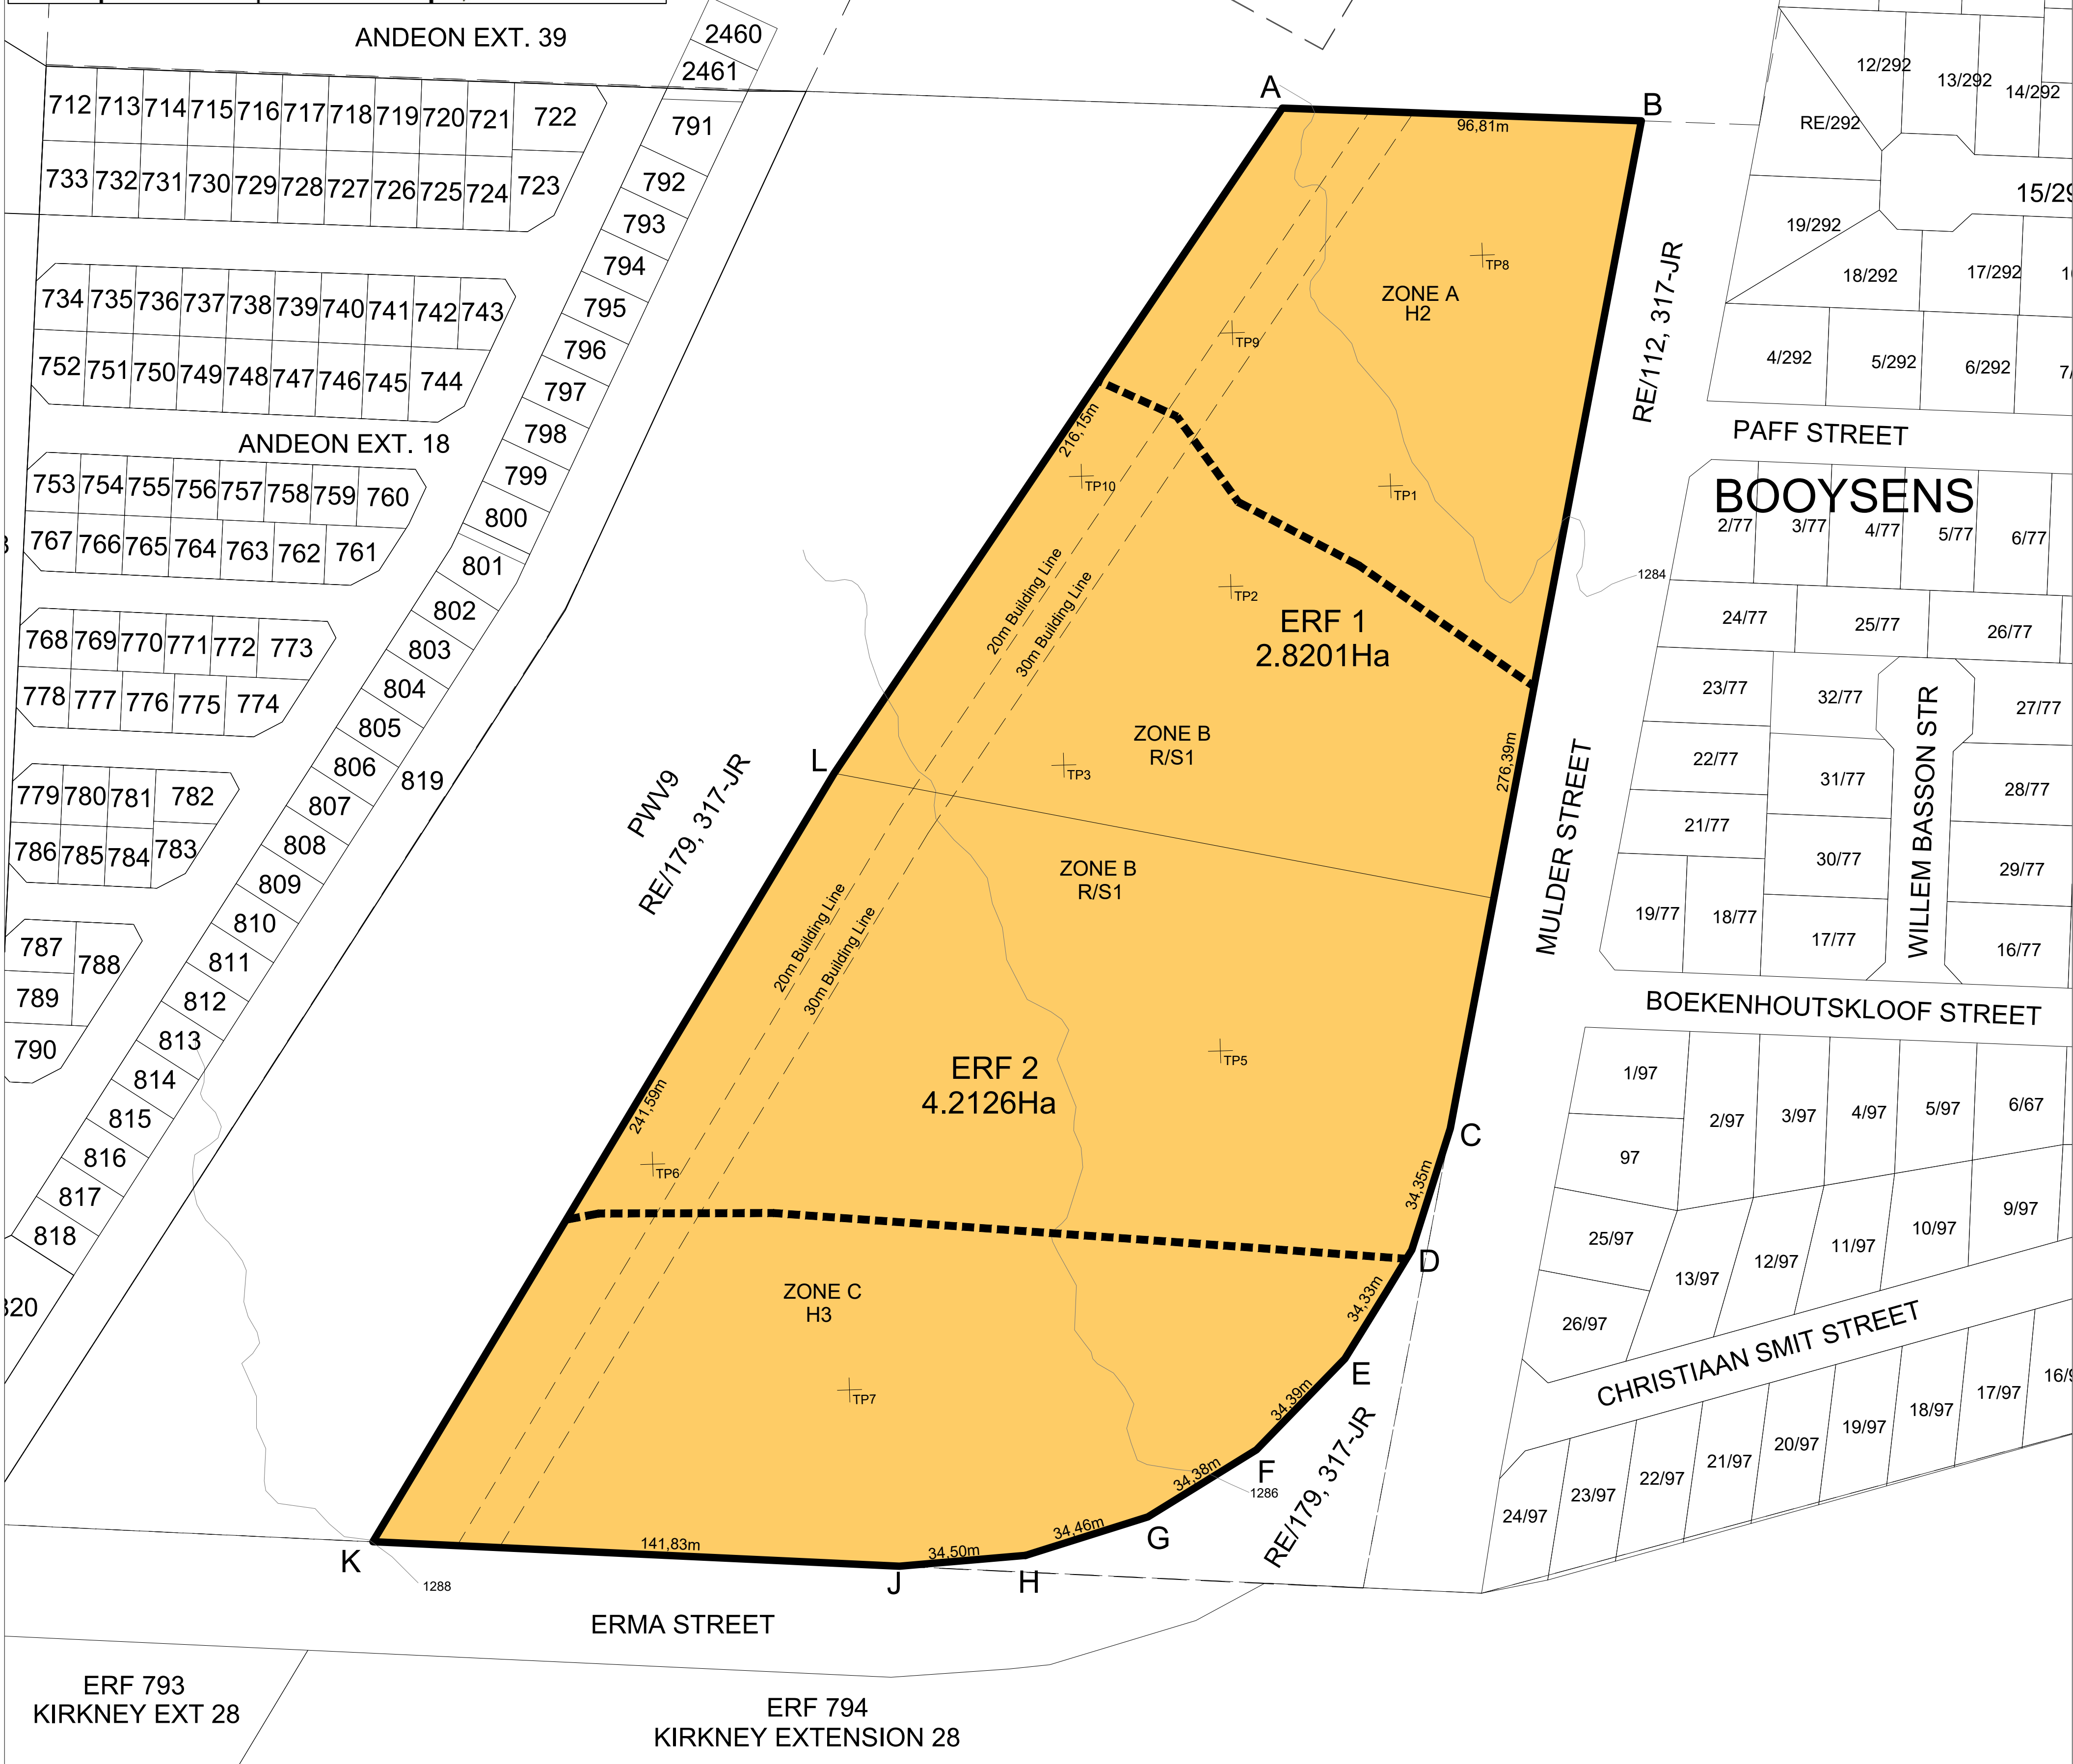 ANDEON EXT. 39
2460
2461
712 713 714 715 716 717 718 719 720 721 722
733 732 731 730 729 728 727 726 725 724 723
734 735 736 737 738 739 740 741 742 743
752 751 750 749 748 747 746 745 744
ANDEON EXT. 18
753 754 755 756 757 758 759 760
767 766 765 764 763 762 761
768 769 770 771 772 773
778 777 776 775 774
779 780 781 782
786 785 784 783
787
788
789
790
791
792
793
794
795
796
797
798
799
800
801
802
803
804
805
806
807
808
809
810
811
812
813
814
815
816
817
818
819
PWV9
RE/179, 317-JR
A
B
96,81m
TP8
ZONE A
H2
TP9
216,15m
TP10
TP1
20m Building Line
30m Building Line
TP2
ERF 1
2.8201Ha
ZONE B
R/S1
TP3
276,39m
L
ZONE B
R/S1
20m Building Line
30m Building Line
ERF 2
4.2126Ha
TP5
241,59m
TP6
C
34,35m
D
ZONE C
H3
34,33m
E
TP7
34,39m
F
34,38m
1286
G
34,46m
H
34,50m
J
141,83m
K
1288
1284
RE/112, 317-JR
MULDER STREET
RE/179, 317-JR
ERMA STREET
ERF 793
KIRKNEY EXT 28
ERF 794
KIRKNEY EXTENSION 28
12/292
13/292
14/292
RE/292
19/292
18/292
17/292
4/292
5/292
6/292
PAFF STREET
BOOYSENS
2/77
3/77
4/77
5/77
6/77
24/77
25/77
26/77
23/77
32/77
27/77
22/77
31/77
28/77
21/77
30/77
29/77
19/77
18/77
17/77
16/77
WILLEM BASSON STR
BOEKENHOUTSKLOOF STREET
1/97
2/97
3/97
4/97
5/97
6/67
97
25/97
13/97
12/97
11/97
10/97
9/97
26/97
CHRISTIAAN SMIT STREET
24/97
23/97
22/97
21/97
20/97
19/97
18/97
17/97